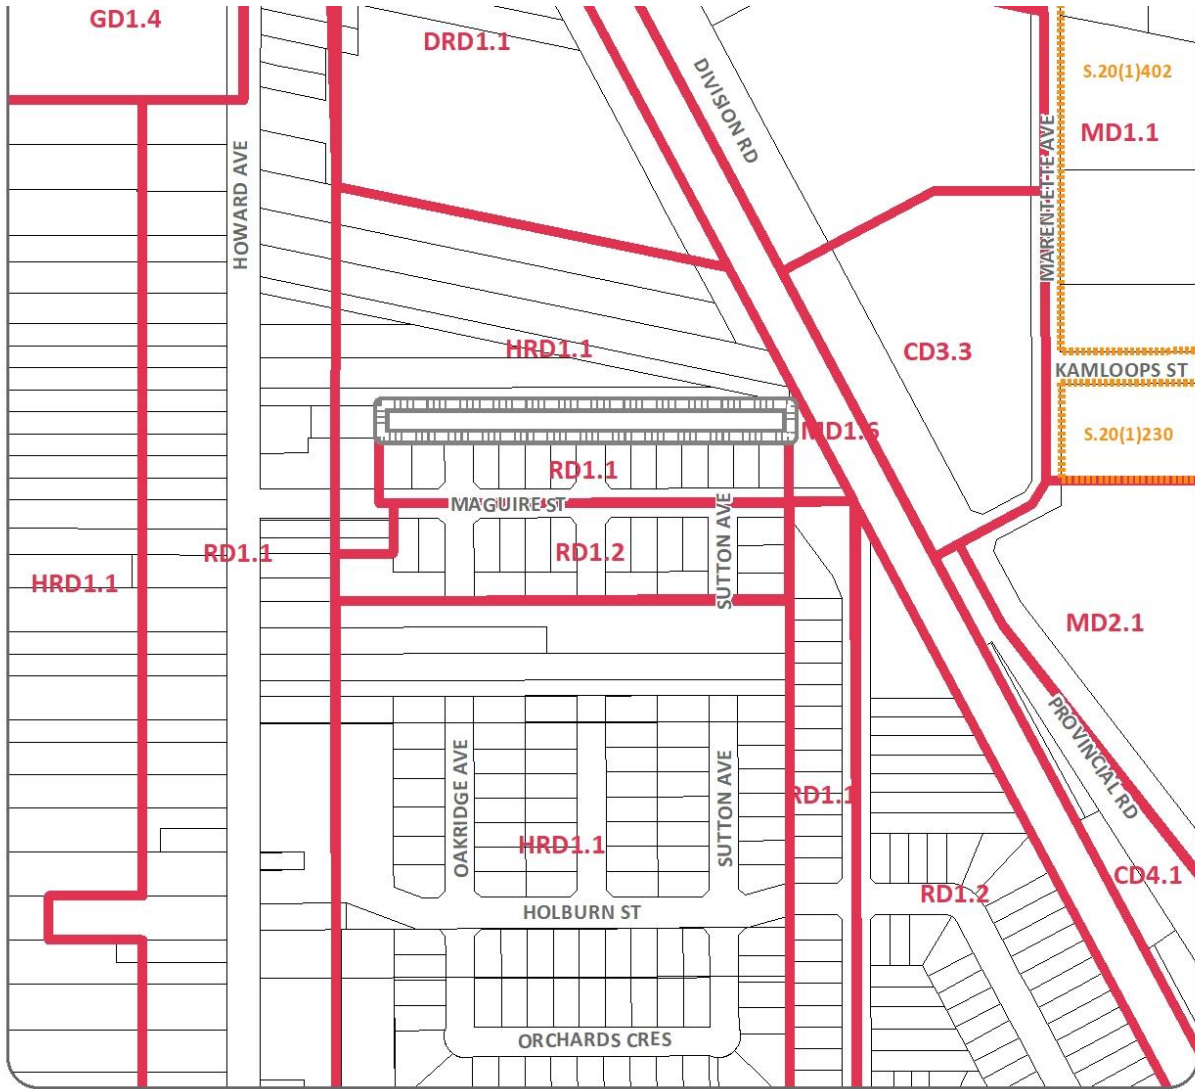 GD1.4
DRD1.1
DIVISION RD
S.20(1)402
MD1.1
HOWARD AVE
MARENTETTE AVE
HRD1.1
CD3.3
KAMLOOPS ST
MD1.6
S.20(1)230
RD1.1
MAGUIRE ST
SUTTON AVE
RD1.1
RD1.2
HRD1.1
MD2.1
PROVINCIAL RD
OAKRIDGE AVE
SUTTON AVE
RD1.1
HRD1.1
CD4.1
RD1.2
HOLBURN ST
ORCHARDS CRES